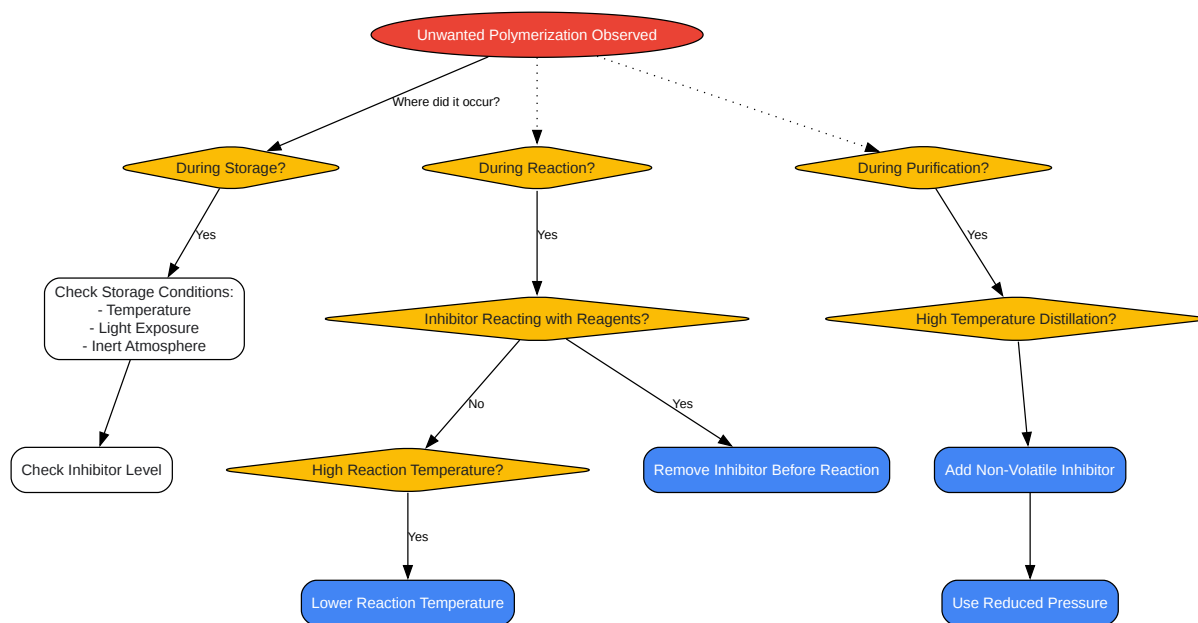 Unwanted Polymerization Observed
Where did it occur?
During Storage?
During Reaction?
During Purification?
Yes
Yes
Yes
Check Storage Conditions:
- Temperature
- Light Exposure
- Inert Atmosphere
Inhibitor Reacting with Reagents?
High Temperature Distillation?
No
Yes
Check Inhibitor Level
High Reaction Temperature?
Remove Inhibitor Before Reaction
Add Non-Volatile Inhibitor
Yes
Lower Reaction Temperature
Use Reduced Pressure